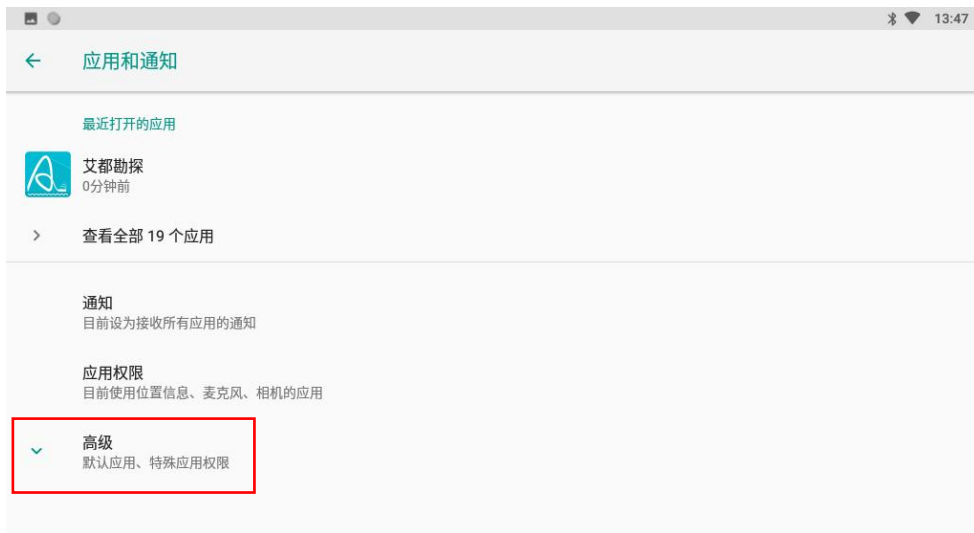 13:47
应用和通知
最近打开的应用
艾都勘探
0分钟前
查看全部 19 个应用
通知
目前设为接收所有应用的通知
应用权限
目前使用位置信息、麦克风、相机的应用
高级
默认应用、特殊应用权限